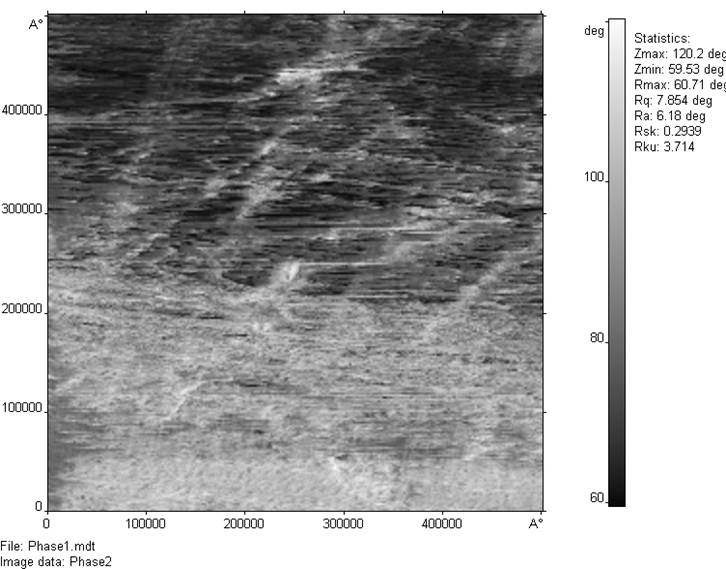 A°
400000
300000
200000
100000
0
0 100000 200000 300000 400000 A°
deg
100
80
60
Statistics:
Zmax: 120.2 deg
Zmin: 59.53 deg
Rmax: 60.71 deg
Rq: 7.854 deg
Ra: 6.18 deg
Rsk: 0.2939
Rku: 3.714
File: Phase1.mdt
Image data: Phase2